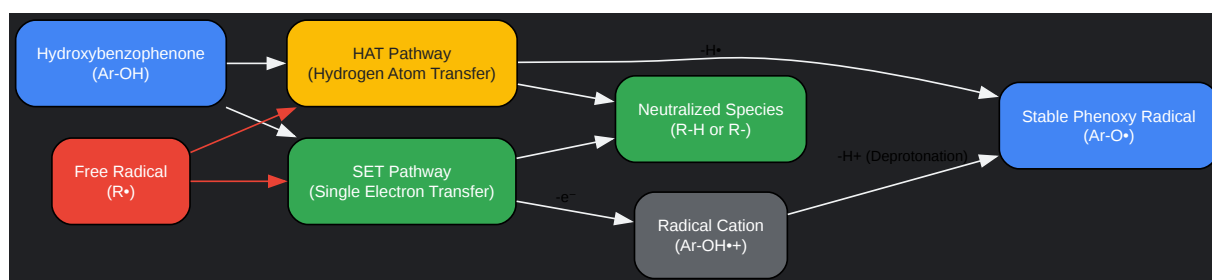 Hydroxybenzophenone
(Ar-OH)
HAT Pathway
(Hydrogen Atom Transfer)
-H•
Neutralized Species
(R-H or R-)
Stable Phenoxy Radical
(Ar-O•)
Free Radical
(R•)
SET Pathway
(Single Electron Transfer)
-H+ (Deprotonation)
-e⁻
Radical Cation
(Ar-OH•+)